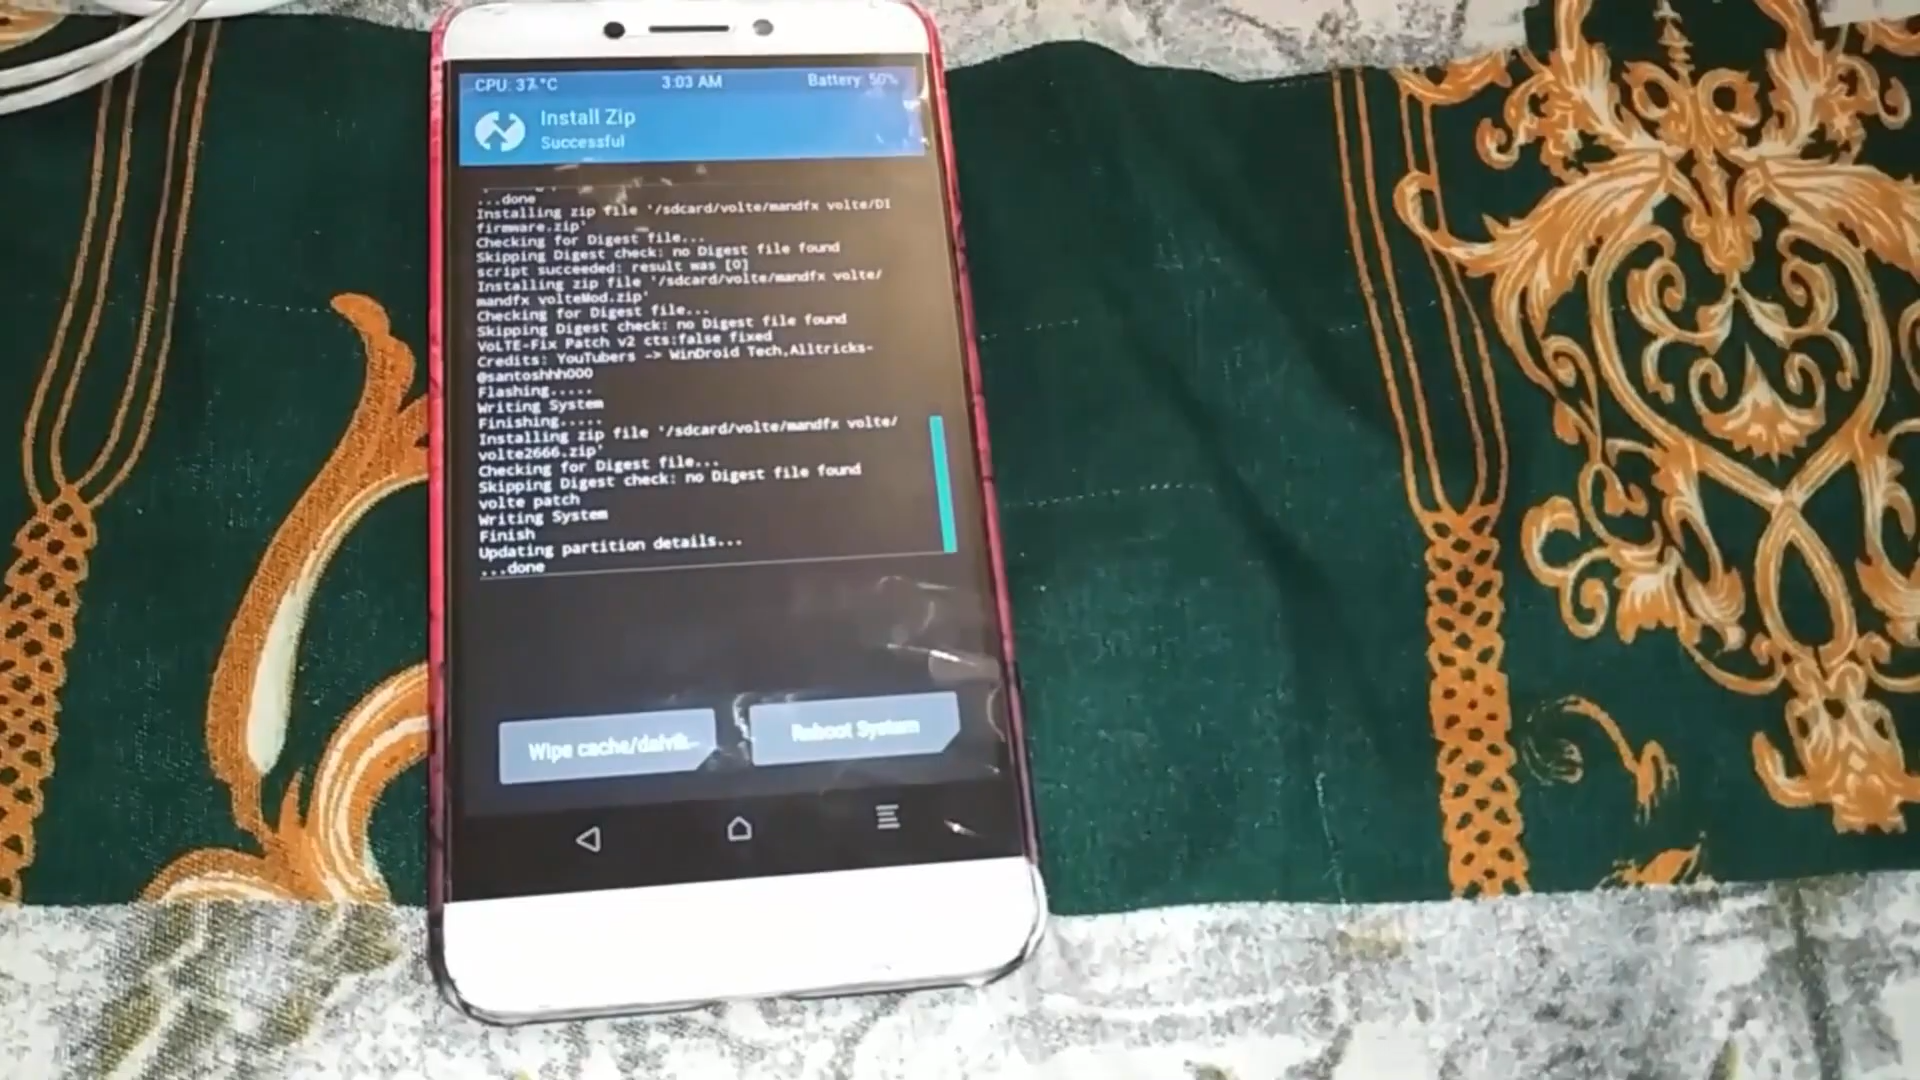 CPU: 37 °C 3:03 AM Battery: 50%
Install Zip
Successful
...done
Installing zip file '/sdcard/volte/mandfx volte/DI
firmware.zip'
Checking for Digest file...
Skipping Digest check: no Digest file found
script succeeded: result was [0]
Installing zip file '/sdcard/volte/mandfx volte/
mandfx volteMod.zip'
Checking for Digest file...
Skipping Digest check: no Digest file found
VoLTE-Fix Patch v2 cts:false fixed
Credits: YouTubers -> WinDroid Tech,Alltricks-
@santoshhh000
Flashing.....
Writing System
Finishing.....
Installing zip file '/sdcard/volte/mandfx volte/
volte2666.zip'
Checking for Digest file...
Skipping Digest check: no Digest file found
volte patch
Writing System
Finish
Updating partition details...
...done
Wipe cache/dalvik Reboot System